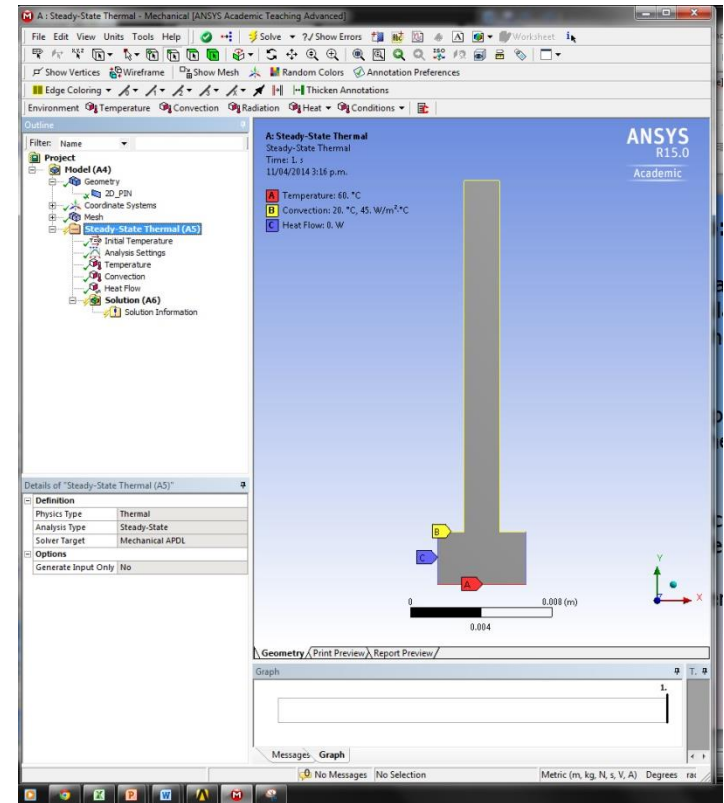 A : Steady-State Thermal - Mechanical [ANSYS Academic Teaching Advanced]
File Edit View Units Tools Help Solve ?/ Show Errors Worksheet
Show Vertices Wireframe Show Mesh Random Colors Annotation Preferences
Edge Coloring Thicken Annotations
Environment Temperature Convection Radiation Heat Conditions
Outline
Filter: Name
Project
Model (A4)
Geometry
2D_PIN
Coordinate Systems
Mesh
Steady-State Thermal (A5)
Initial Temperature
Analysis Settings
Temperature
Convection
Heat Flow
Solution (A6)
Solution Information
A: Steady-State Thermal
Steady-State Thermal
Time: 1. s
11/04/2014 3:16 p.m.
A Temperature: 60. °C
B Convection: 20. °C, 45. W/m²·°C
C Heat Flow: 0. W
ANSYS
R15.0
Academic
B
C
A
Y
X
0 0.008 (m)
0.004
Geometry Print Preview Report Preview
Details of "Steady-State Thermal (A5)"
Definition
Physics Type Thermal
Analysis Type Steady-State
Solver Target Mechanical APDL
Options
Generate Input Only No
Graph
T.
1.
Messages Graph
No Messages No Selection Metric (m, kg, N, s, V, A) Degrees